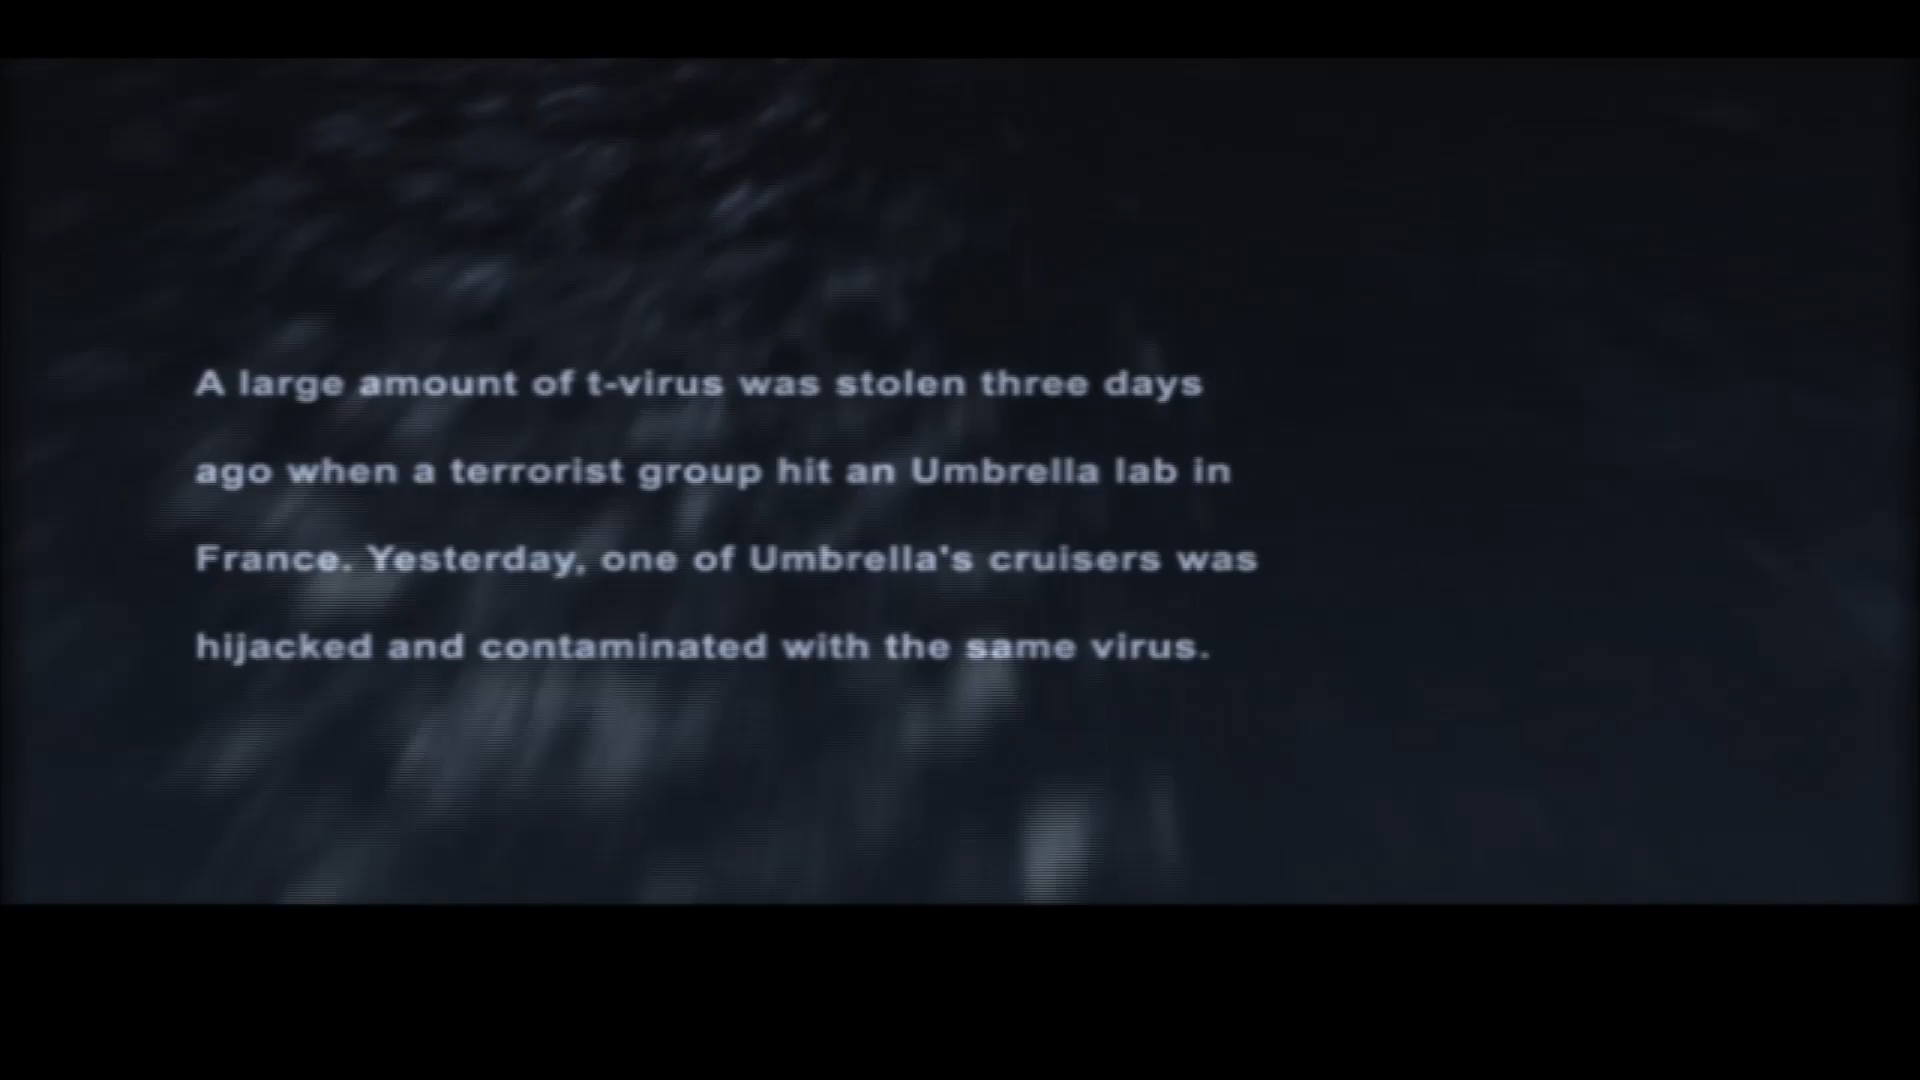 A large amount of t-virus was stolen three days
ago when a terrorist group hit an Umbrella lab in
France. Yesterday, one of Umbrella's cruisers was
hijacked and contaminated with the same virus.